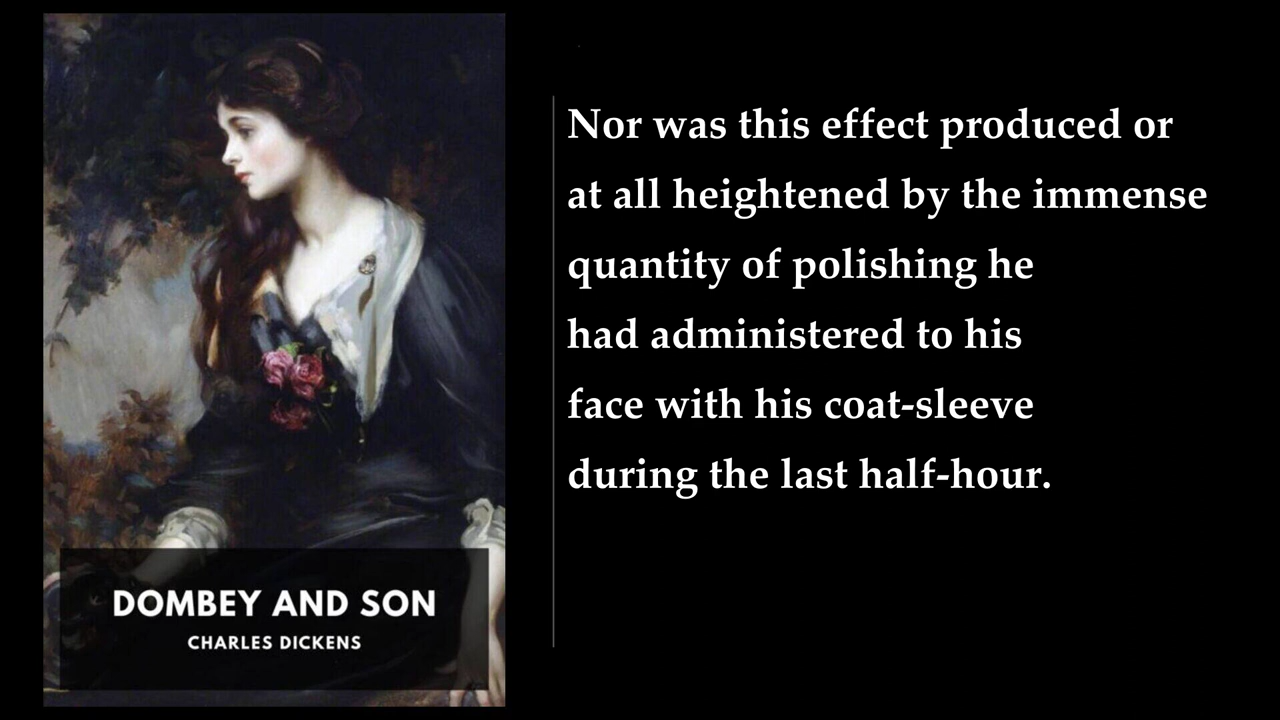 DOMBEY AND SON
CHARLES DICKENS
Nor was this effect produced or
at all heightened by the immense
quantity of polishing he
had administered to his
face with his coat-sleeve
during the last half-hour.